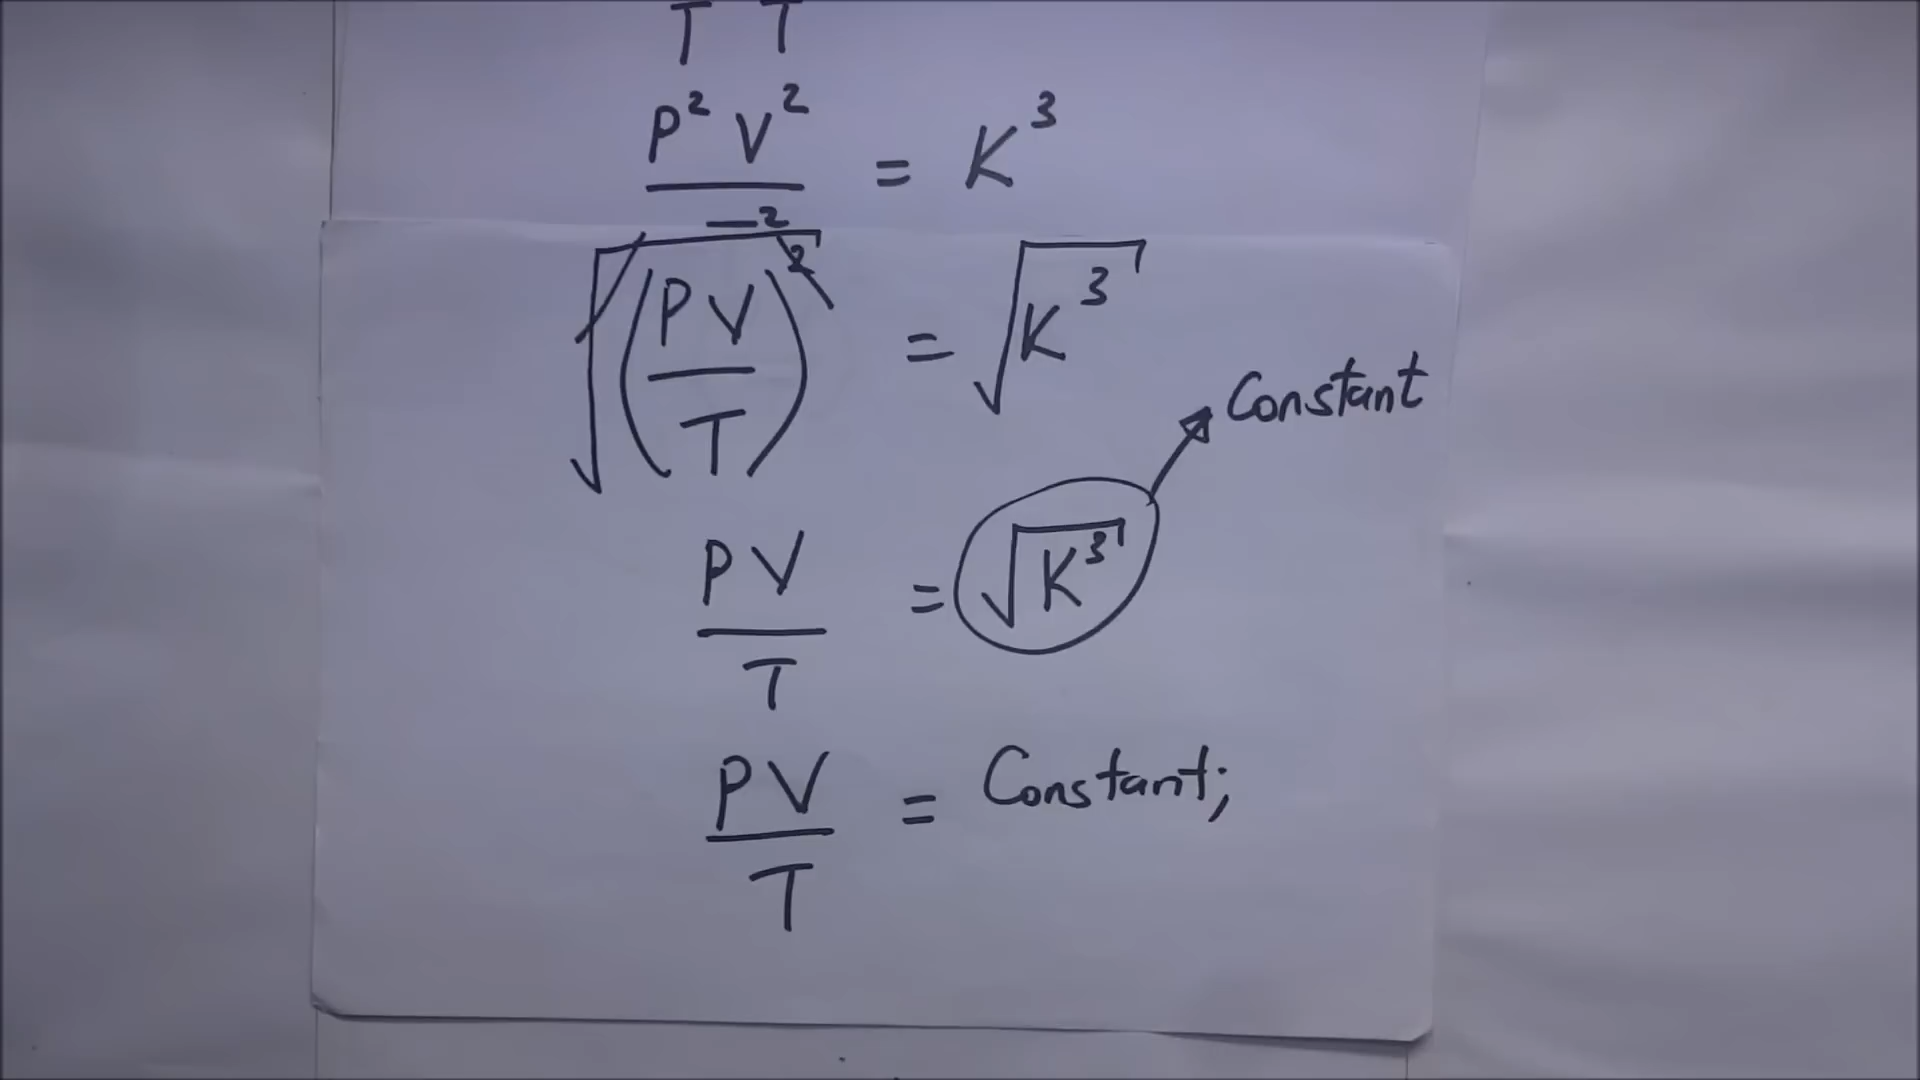 T T
P² V² / T² = K³
√(PV/T)² = √K³
Constant
PV/T = √K³
PV/T = Constant;